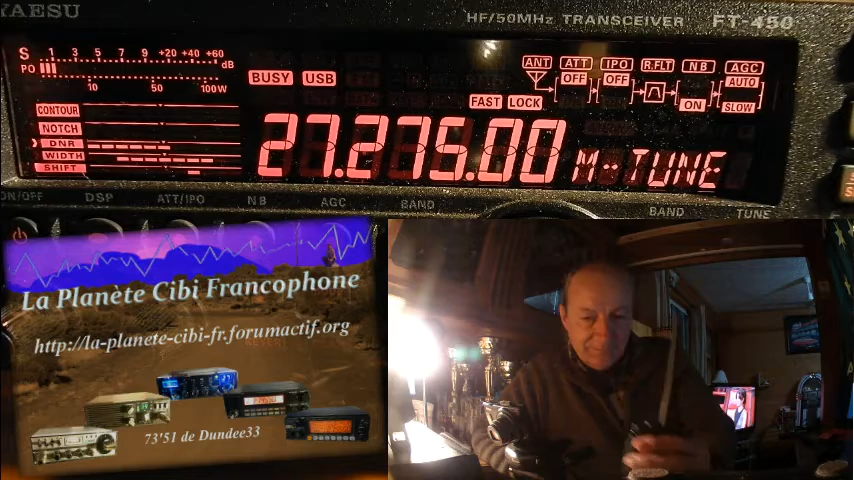 YAESU
HF/50MHz TRANSCEIVER FT-450
S 1 3 5 7 9 +20 +40 +60 dB
PO
10 50 100W
BUSY USB
ANT ATT IPO R.FLT NB AGC
OFF OFF AUTO
ON SLOW
FAST LOCK
CONTOUR
NOTCH
DNR
WIDTH
SHIFT
27.275.00 M-TUNE
ON/OFF DSP ATT/IPO NB AGC BAND BAND TUNE
La Planète Cibi Francophone
http://la-planete-cibi-fr.forumactif.org
73'51 de Dundee33